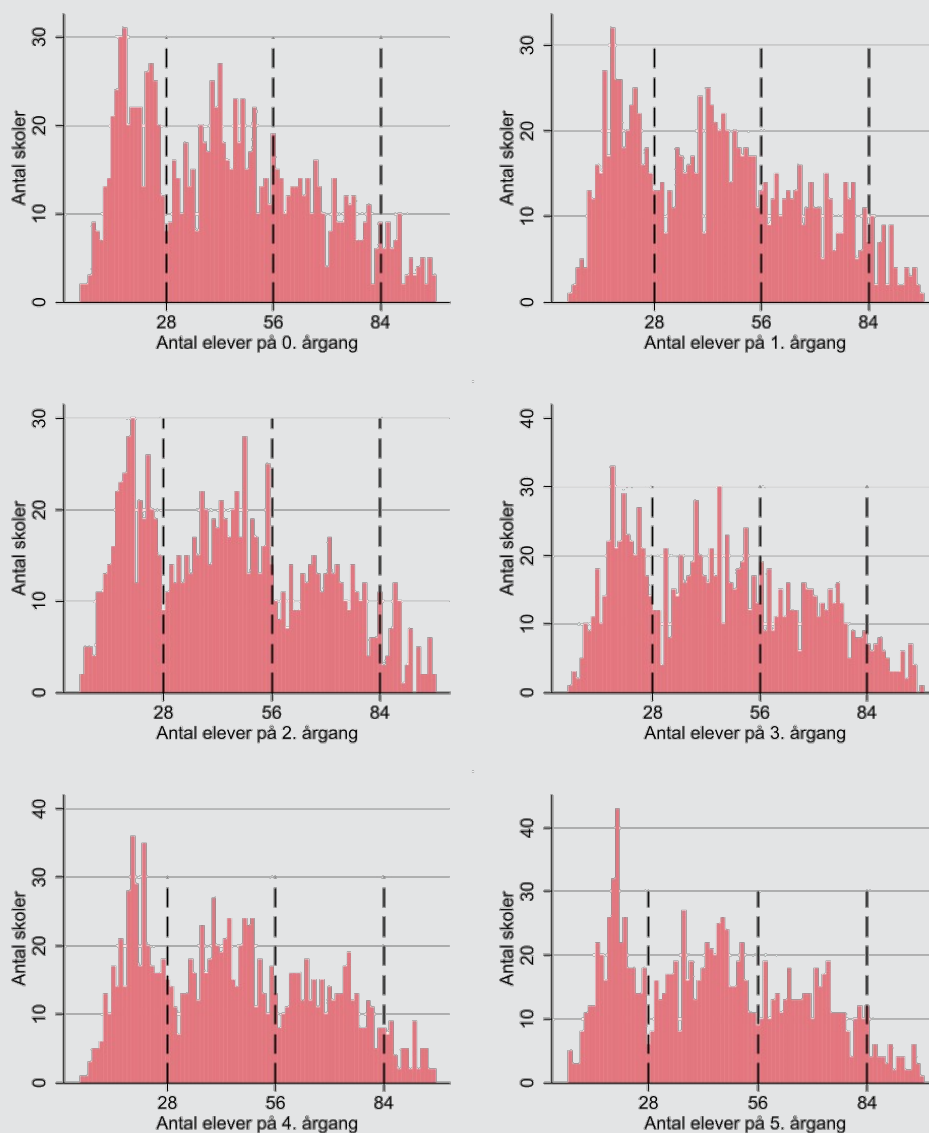 30
20
10
0
Antal skoler
28 56 84
Antal elever på 0. årgang
30
20
10
0
Antal skoler
28 56 84
Antal elever på 1. årgang
30
20
10
0
Antal skoler
28 56 84
Antal elever på 2. årgang
40
30
20
10
0
Antal skoler
28 56 84
Antal elever på 3. årgang
40
30
20
10
0
Antal skoler
28 56 84
Antal elever på 4. årgang
40
30
20
10
0
Antal skoler
28 56 84
Antal elever på 5. årgang